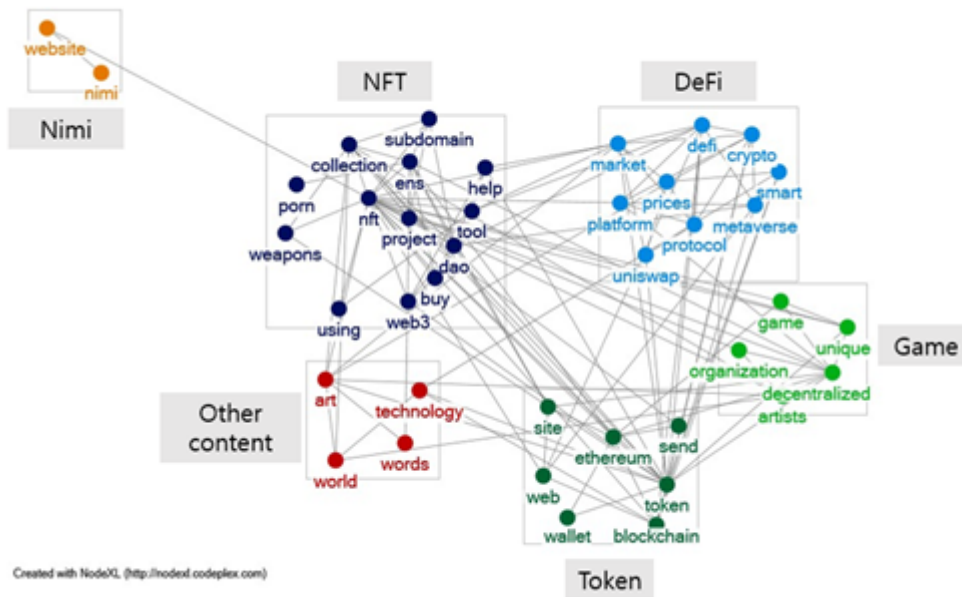 website
nimi
Nimi
NFT
subdomain
collection
ens
help
porn
nft
tool
project
weapons
dao
buy
using
web3
DeFi
market
defi
crypto
smart
prices
platform
metaverse
protocol
uniswap
game
unique
organization
decentralized
artists
Game
Other
content
art
technology
words
world
site
send
ethereum
web
token
wallet
blockchain
Token
Created with NodeXL (http://nodexl.codeplex.com)